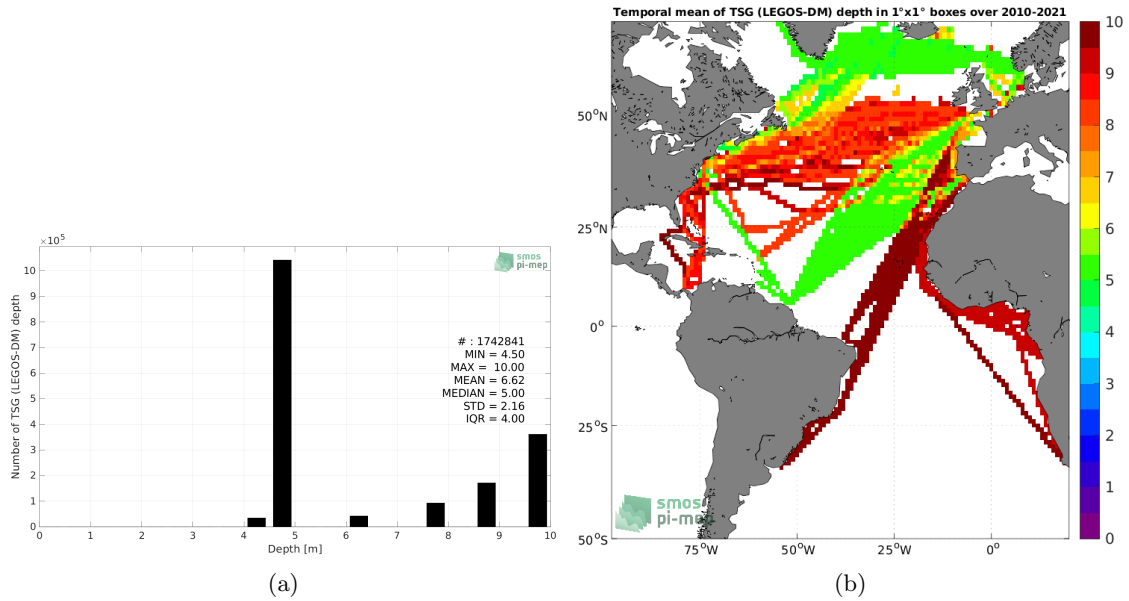 ×10⁵
10
9
8
7
6
5
4
3
2
1
0
Number of TSG (LEGOS-DM) depth
smos
pi-mep
# : 1742841
MIN = 4.50
MAX = 10.00
MEAN = 6.62
MEDIAN = 5.00
STD = 2.16
IQR = 4.00
0 1 2 3 4 5 6 7 8 9 10
Depth [m]
(a)
Temporal mean of TSG (LEGOS-DM) depth in 1°x1° boxes over 2010-2021
50°N
25°N
0°
25°S
50°S
75°W 50°W 25°W 0°
smos
pi-mep
10
9
8
7
6
5
4
3
2
1
0
(b)